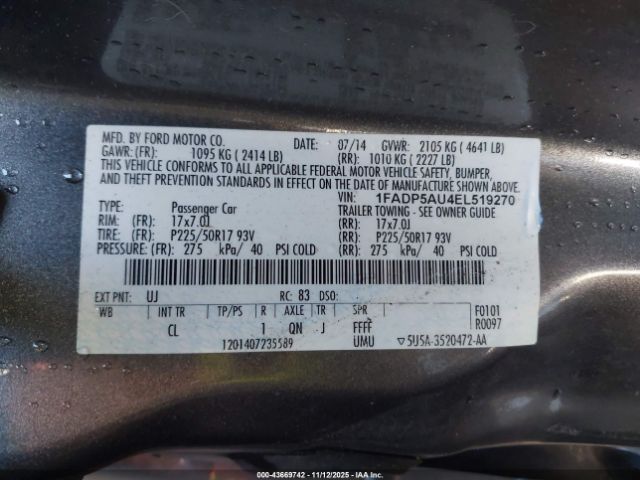 MFD. BY FORD MOTOR CO. DATE: 07/14 GVWR: 2105 KG ( 4641 LB)
GAWR: (FR): 1095 KG ( 2414 LB) (RR): 1010 KG ( 2227 LB)
THIS VEHICLE CONFORMS TO ALL APPLICABLE FEDERAL MOTOR VEHICLE SAFETY, BUMPER,
AND THEFT PREVENTION STANDARDS IN EFFECT ON THE DATE OF MANUFACTURE SHOWN ABOVE.
VIN: 1FADP5AU4EL519270
TYPE: Passenger Car TRAILER TOWING - SEE OWNER GUIDE
RIM: (FR): 17x7.0J (RR): 17x7.0J
TIRE: (FR): P225/50R17 93V (RR): P225/50R17 93V
PRESSURE: (FR): 275 kPa/ 40 PSI COLD (RR): 275 kPa/ 40 PSI COLD
EXT PNT: UJ RC: 83 DSO:
WB INT TR TP/PS R AXLE TR SPR F0101
CL 1 QN J FFFF R0097
1201407235589 UMU ▽5U5A-3520472-AA
000-43669742 - 11/12/2025 - IAAI.COM